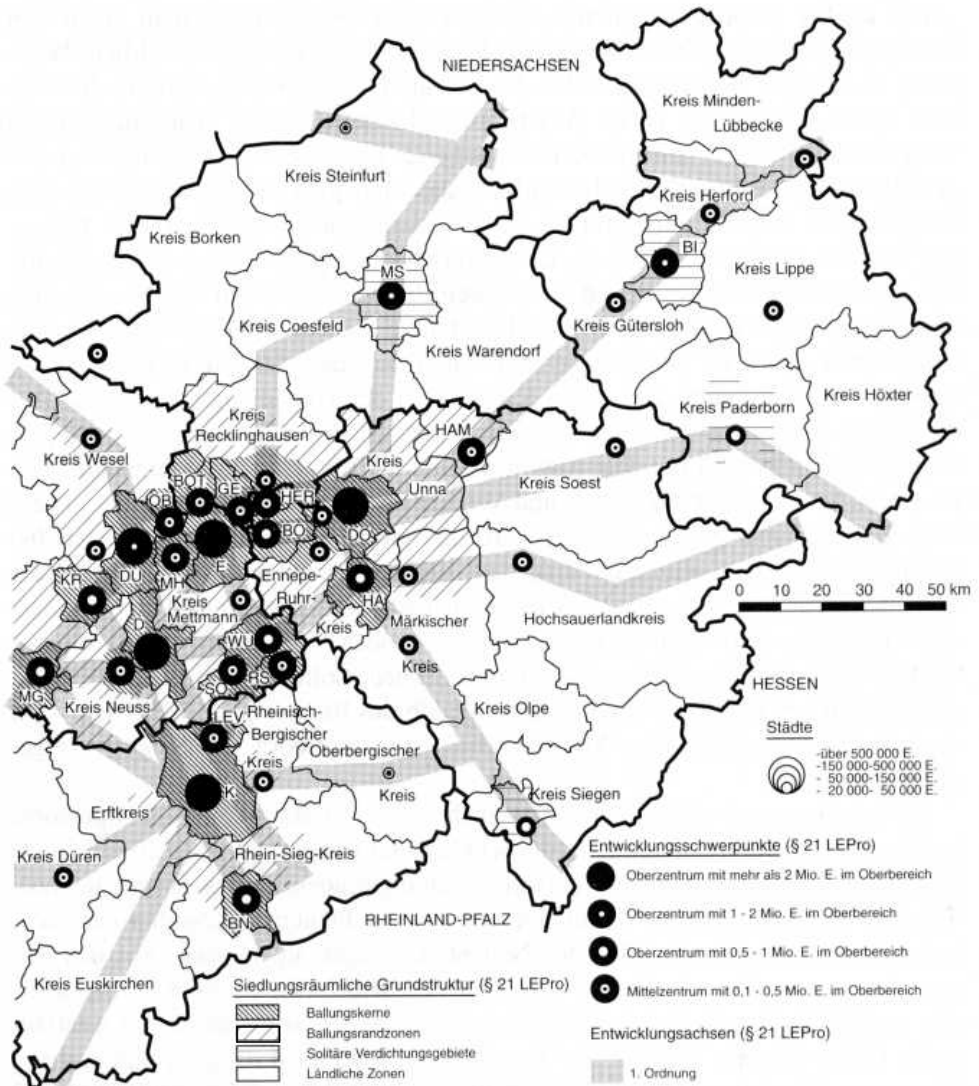 NIEDERSACHSEN
Kreis Minden-
Lübbecke
Kreis Steinfurt
Kreis Herford
Kreis Borken
BI
MS
Kreis Lippe
Kreis Coesfeld
Kreis Gütersloh
Kreis Warendorf
Kreis Höxter
Kreis Paderborn
Kreis
Recklinghausen
HAM
Kreis Wesel
Kreis
Unna
Kreis Soest
BOT
GE
OB
HER
BO
DO
DU
E
MH
KR
Ennepe-
Ruhr-
Kreis
HA
Kreis
Mettmann
D
0 10 20 30 40 50 km
Märkischer
Kreis
Hochsauerlandkreis
WU
RS
SO
MG
Kreis Neuss
HESSEN
LEV
Rheinisch-
Bergischer
Kreis
Kreis Olpe
Oberbergischer
Kreis
K
Erftkreis
Kreis Siegen
Kreis Düren
Rhein-Sieg-Kreis
BN
RHEINLAND-PFALZ
Kreis Euskirchen
Städte
-über 500 000 E.
-150 000-500 000 E.
- 50 000-150 000 E.
- 20 000- 50 000 E.
Entwicklungsschwerpunkte (§ 21 LEPro)
Oberzentrum mit mehr als 2 Mio. E. im Oberbereich
Oberzentrum mit 1 - 2 Mio. E. im Oberbereich
Oberzentrum mit 0,5 - 1 Mio. E. im Oberbereich
Mittelzentrum mit 0,1 - 0,5 Mio. E. im Oberbereich
Siedlungsräumliche Grundstruktur (§ 21 LEPro)
Ballungskerne
Ballungsrandzonen
Solitäre Verdichtungsgebiete
Ländliche Zonen
Entwicklungsachsen (§ 21 LEPro)
1. Ordnung